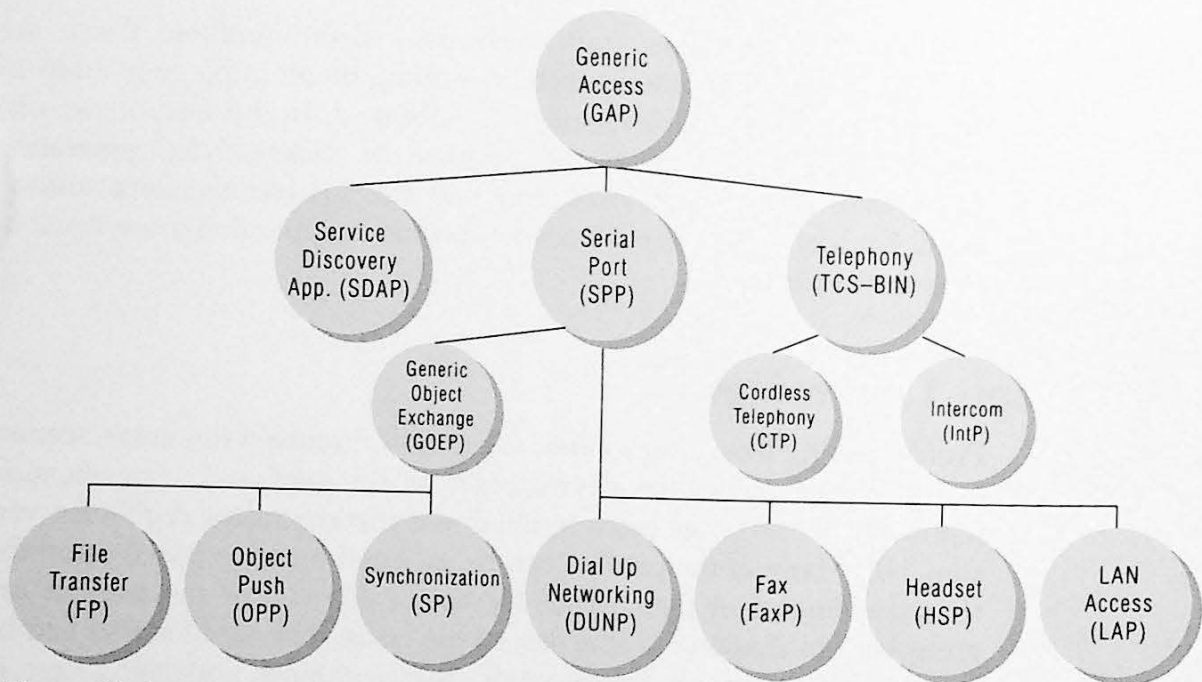 Generic
Access
(GAP)
Service
Discovery
App. (SDAP)
Serial
Port
(SPP)
Telephony
(TCS–BIN)
Generic
Object
Exchange
(GOEP)
Cordless
Telephony
(CTP)
Intercom
(IntP)
File
Transfer
(FP)
Object
Push
(OPP)
Synchronization
(SP)
Dial Up
Networking
(DUNP)
Fax
(FaxP)
Headset
(HSP)
LAN
Access
(LAP)